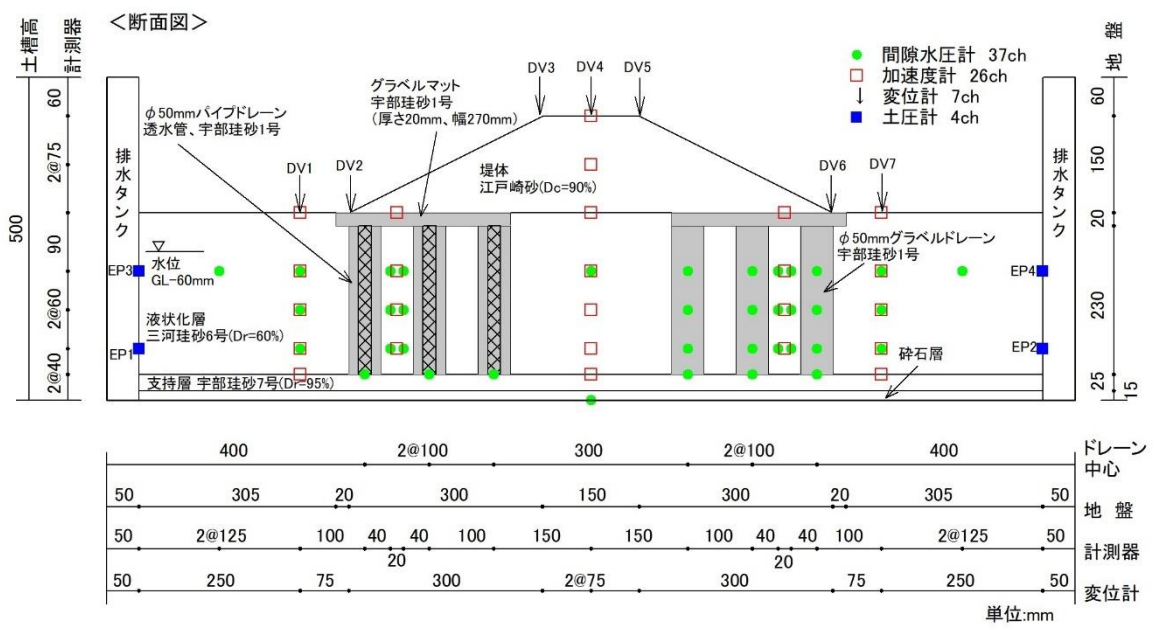 <断面図>
土槽高
計測器
地盤
間隙水圧計 37ch
加速度計 26ch
変位計 7ch
土圧計 4ch
DV3
DV4
DV5
グラベルマット
宇部珪砂1号
(厚さ20mm、幅270mm)
φ50mmパイプドレーン
透水管、宇部珪砂1号
排水タンク
DV1
DV2
堤体
江戸崎砂(Dc=90%)
DV6
DV7
排水タンク
φ50mmグラベルドレーン
宇部珪砂1号
水位
GL-60mm
EP3
EP4
液状化層
三河珪砂6号(Dr=60%)
EP1
EP2
支持層 宇部珪砂7号(Dr=95%)
砕石層
500
60
2@75
90
2@60
2@40
60
150
20
230
25
15
400 2@100 300 2@100 400 ドレーン
中心
50 305 20 300 150 300 20 305 50 地 盤
50 2@125 100 40 40 100 150 150 100 40 40 100 2@125 50 計測器
20 20
50 250 75 300 2@75 300 75 250 50 変位計
単位:mm